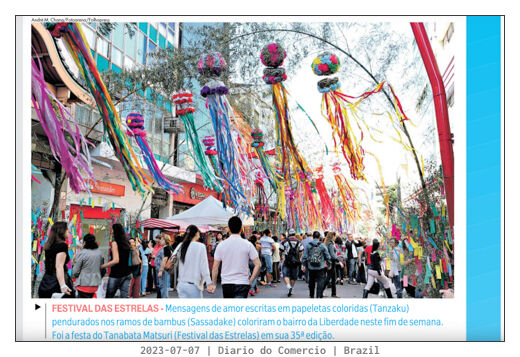 André M. Chang/Fotoarena/Folhapress
Santander
FESTIVAL DAS ESTRELAS - Mensagens de amor escritas em papeletas coloridas (Tanzaku)
pendurados nos ramos de bambus (Sassadake) coloriram o bairro da Liberdade neste fim de semana.
Foi a festa do Tanabata Matsuri (Festival das Estrelas) em sua 35ª edição.
2023-07-07 | Diario do Comercio | Brazil